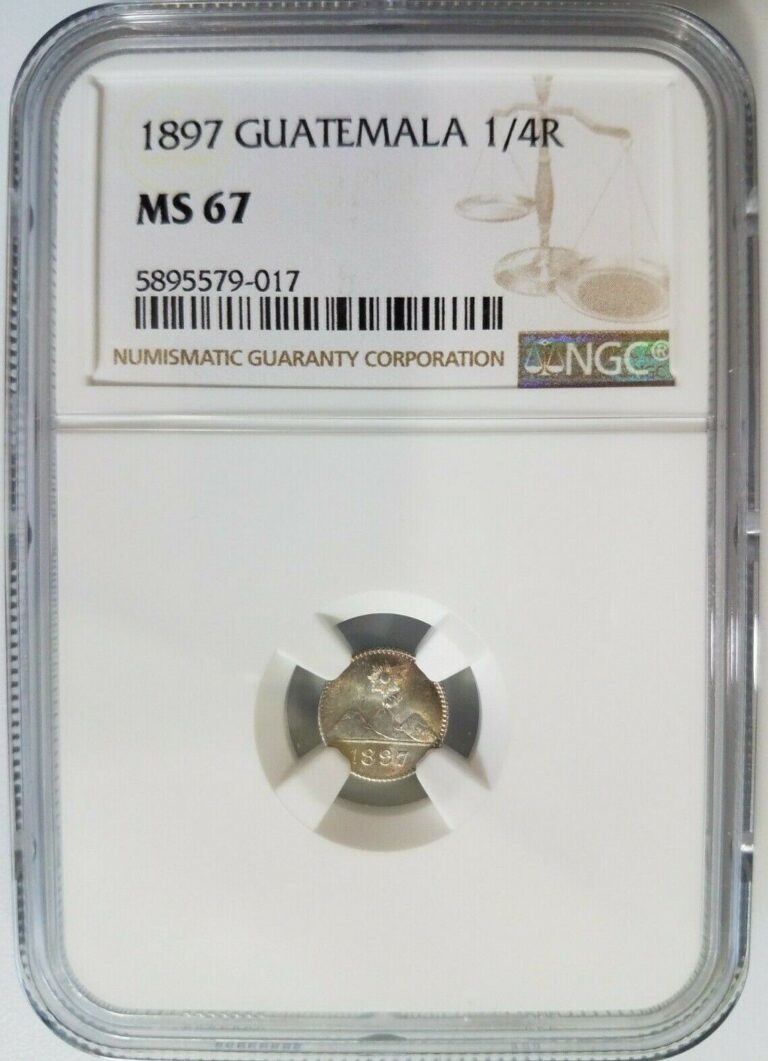 1897 GUATEMALA 1/4R
MS 67
5895579-017
NUMISMATIC GUARANTY CORPORATION
NGC®
1897